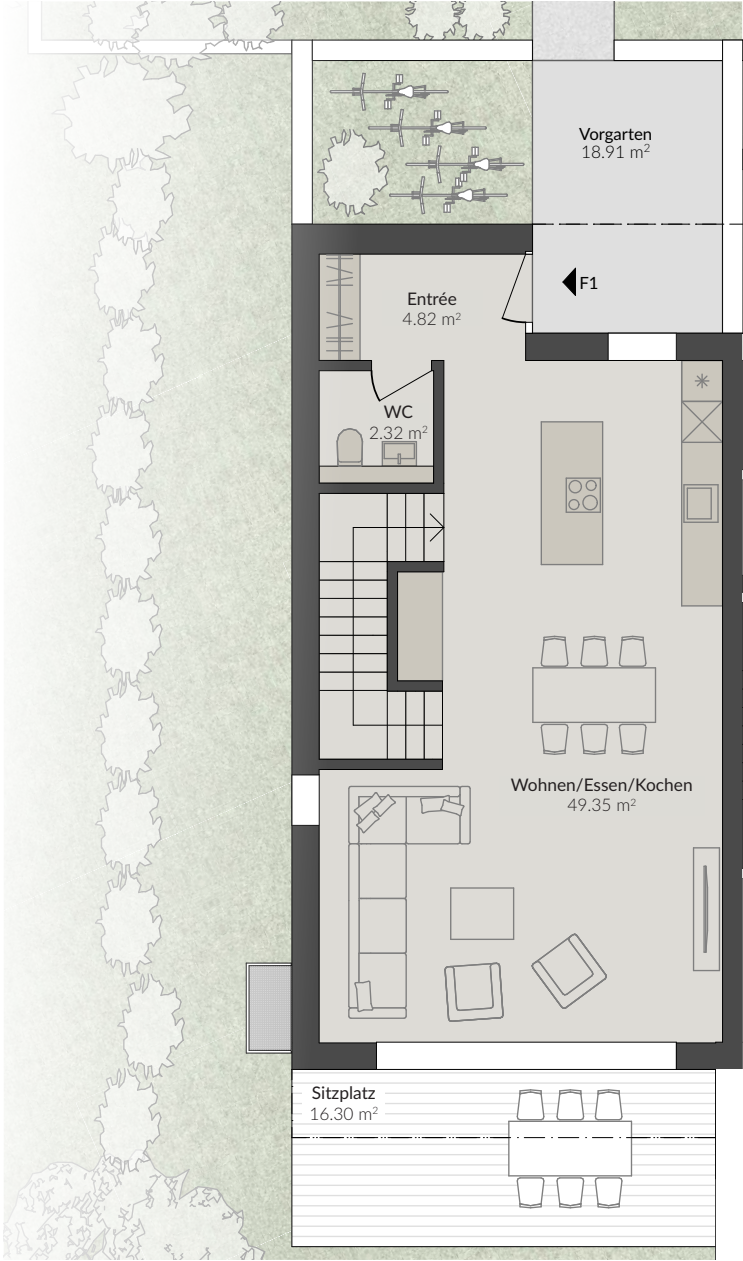 Vorgarten
18.91 m²
F1
Entrée
4.82 m²
WC
2.32 m²
Wohnen/Essen/Kochen
49.35 m²
Sitzplatz
16.30 m²